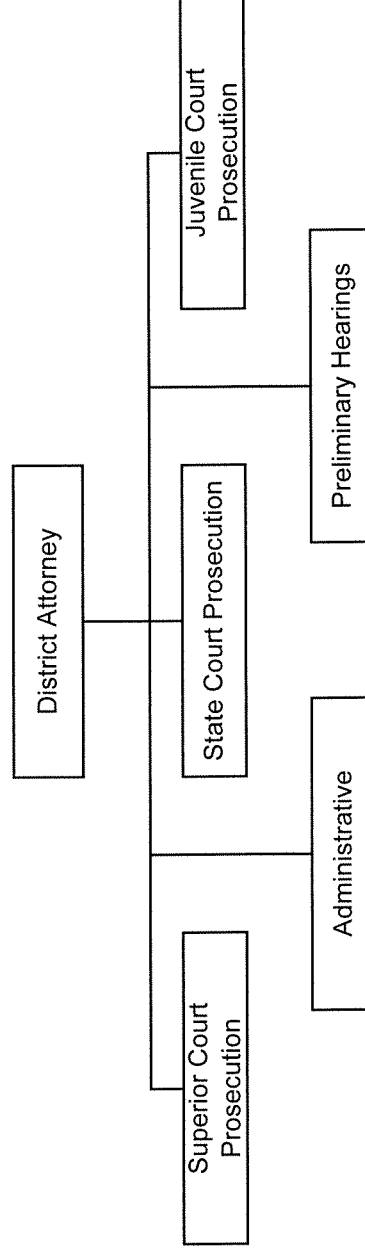 District Attorney
Superior Court
Prosecution
State Court Prosecution
Juvenile Court
Prosecution
Administrative
Preliminary Hearings